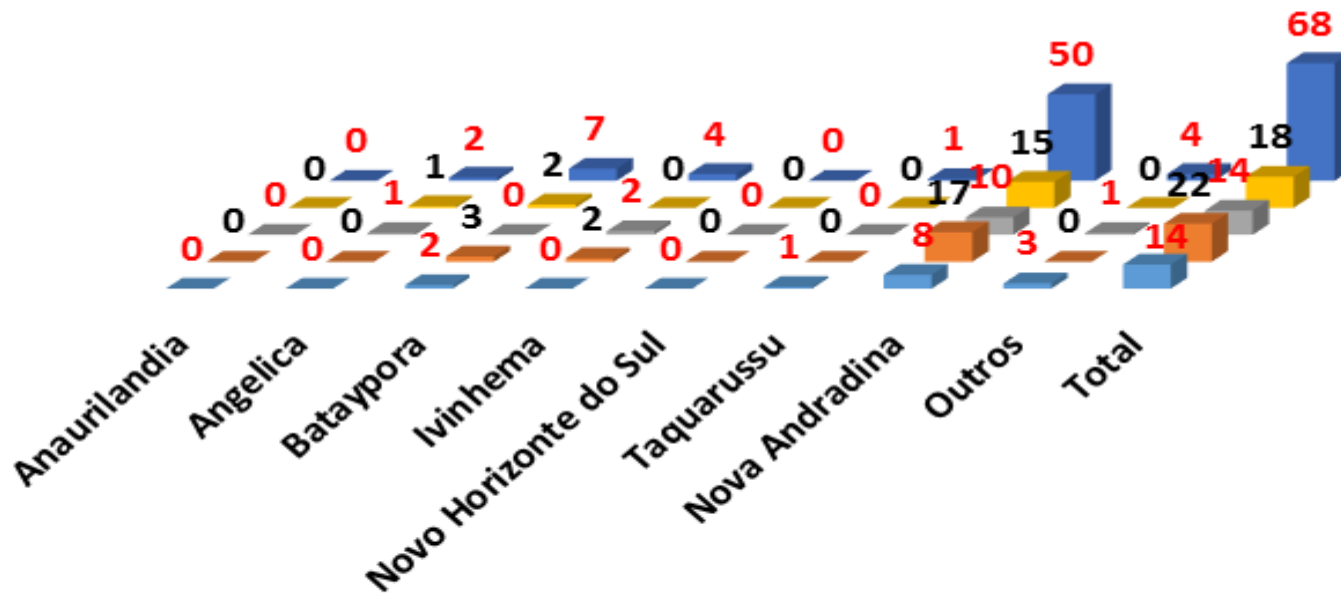 0 2 7 4 0 1 50 4 68
0 1 2 0 0 0 15 0 18
0 1 0 2 0 0 10 1 14
0 0 3 2 0 0 17 0 22
0 0 2 0 0 1 8 3 14
Anaurilandia
Angelica
Bataypora
Ivinhema
Novo Horizonte do Sul
Taquarussu
Nova Andradina
Outros
Total